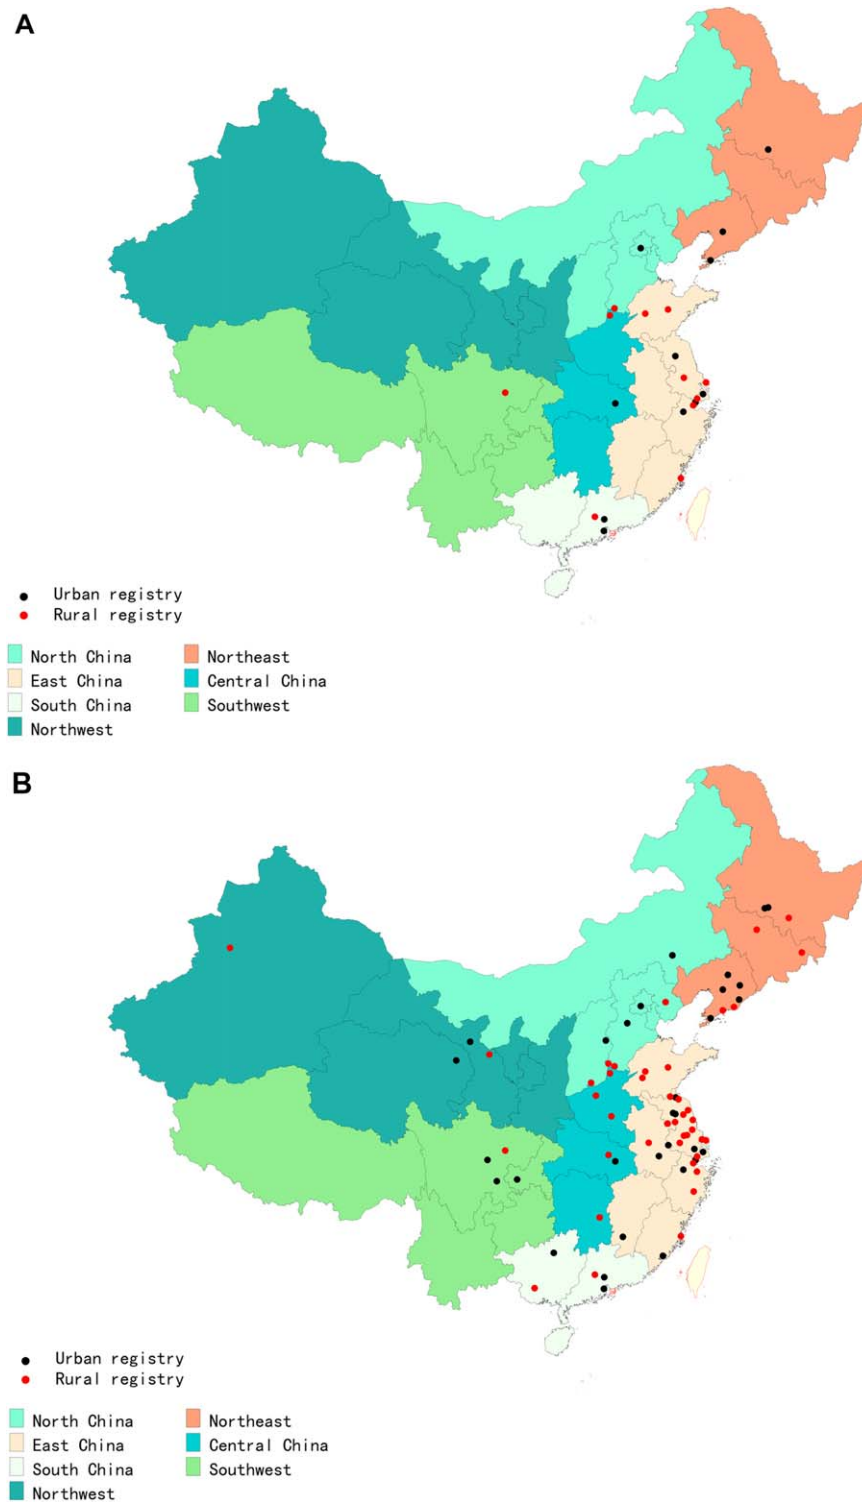 A
Urban registry
Rural registry
North China
Northeast
East China
Central China
South China
Southwest
Northwest
B
Urban registry
Rural registry
North China
Northeast
East China
Central China
South China
Southwest
Northwest